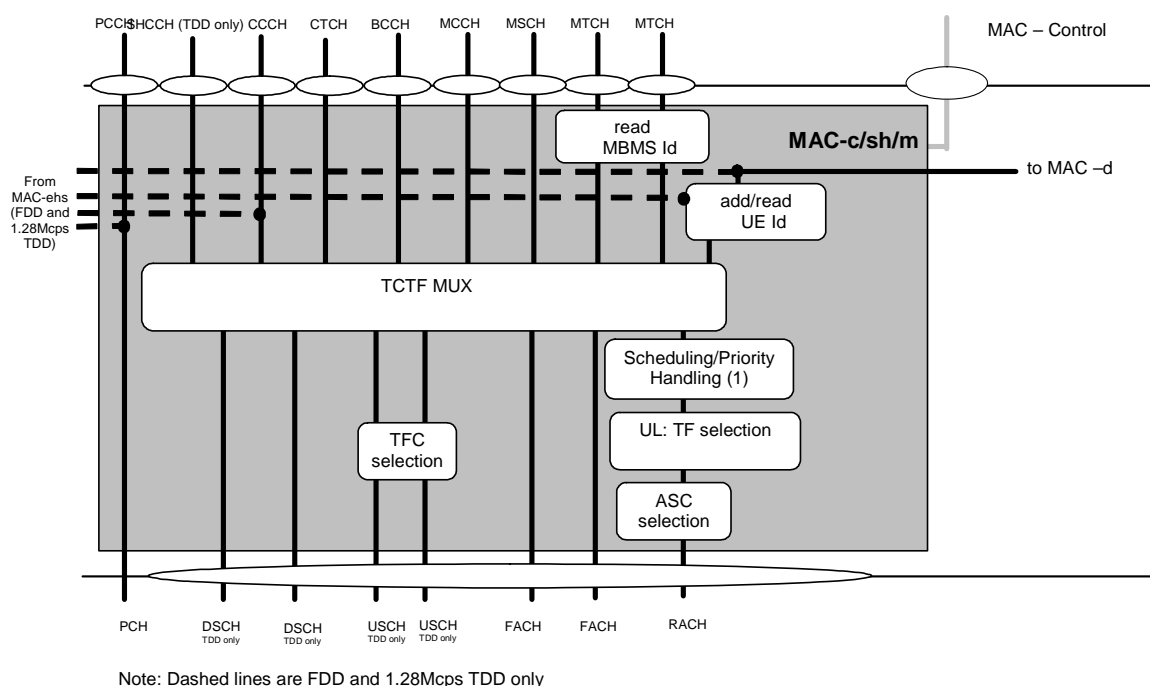 PCCH SHCCH (TDD only) CCCH CTCH BCCH MCCH MSCH MTCH MTCH
MAC – Control
read
MBMS Id
MAC-c/sh/m
From
MAC-ehs
(FDD and
1.28Mcps
TDD)
to MAC –d
add/read
UE Id
TCTF MUX
Scheduling/Priority
Handling (1)
UL: TF selection
TFC
selection
ASC
selection
PCH DSCH DSCH USCH USCH FACH FACH RACH
TDD only TDD only TDD only TDD only
Note: Dashed lines are FDD and 1.28Mcps TDD only